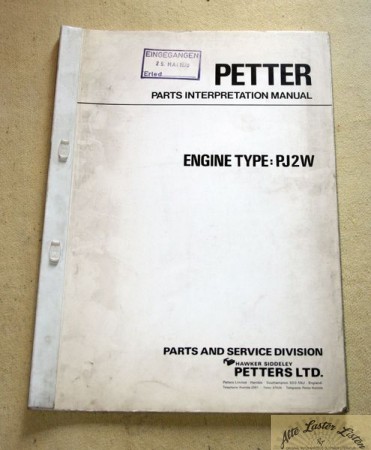 EINGEGANGEN
Erled
PETTER
PARTS INTERPRETATION MANUAL
ENGINE TYPE: PJ2W
PARTS AND SERVICE DIVISION
HAWKER SIDDELEY
PETTERS LTD.
Alte Laster Listen